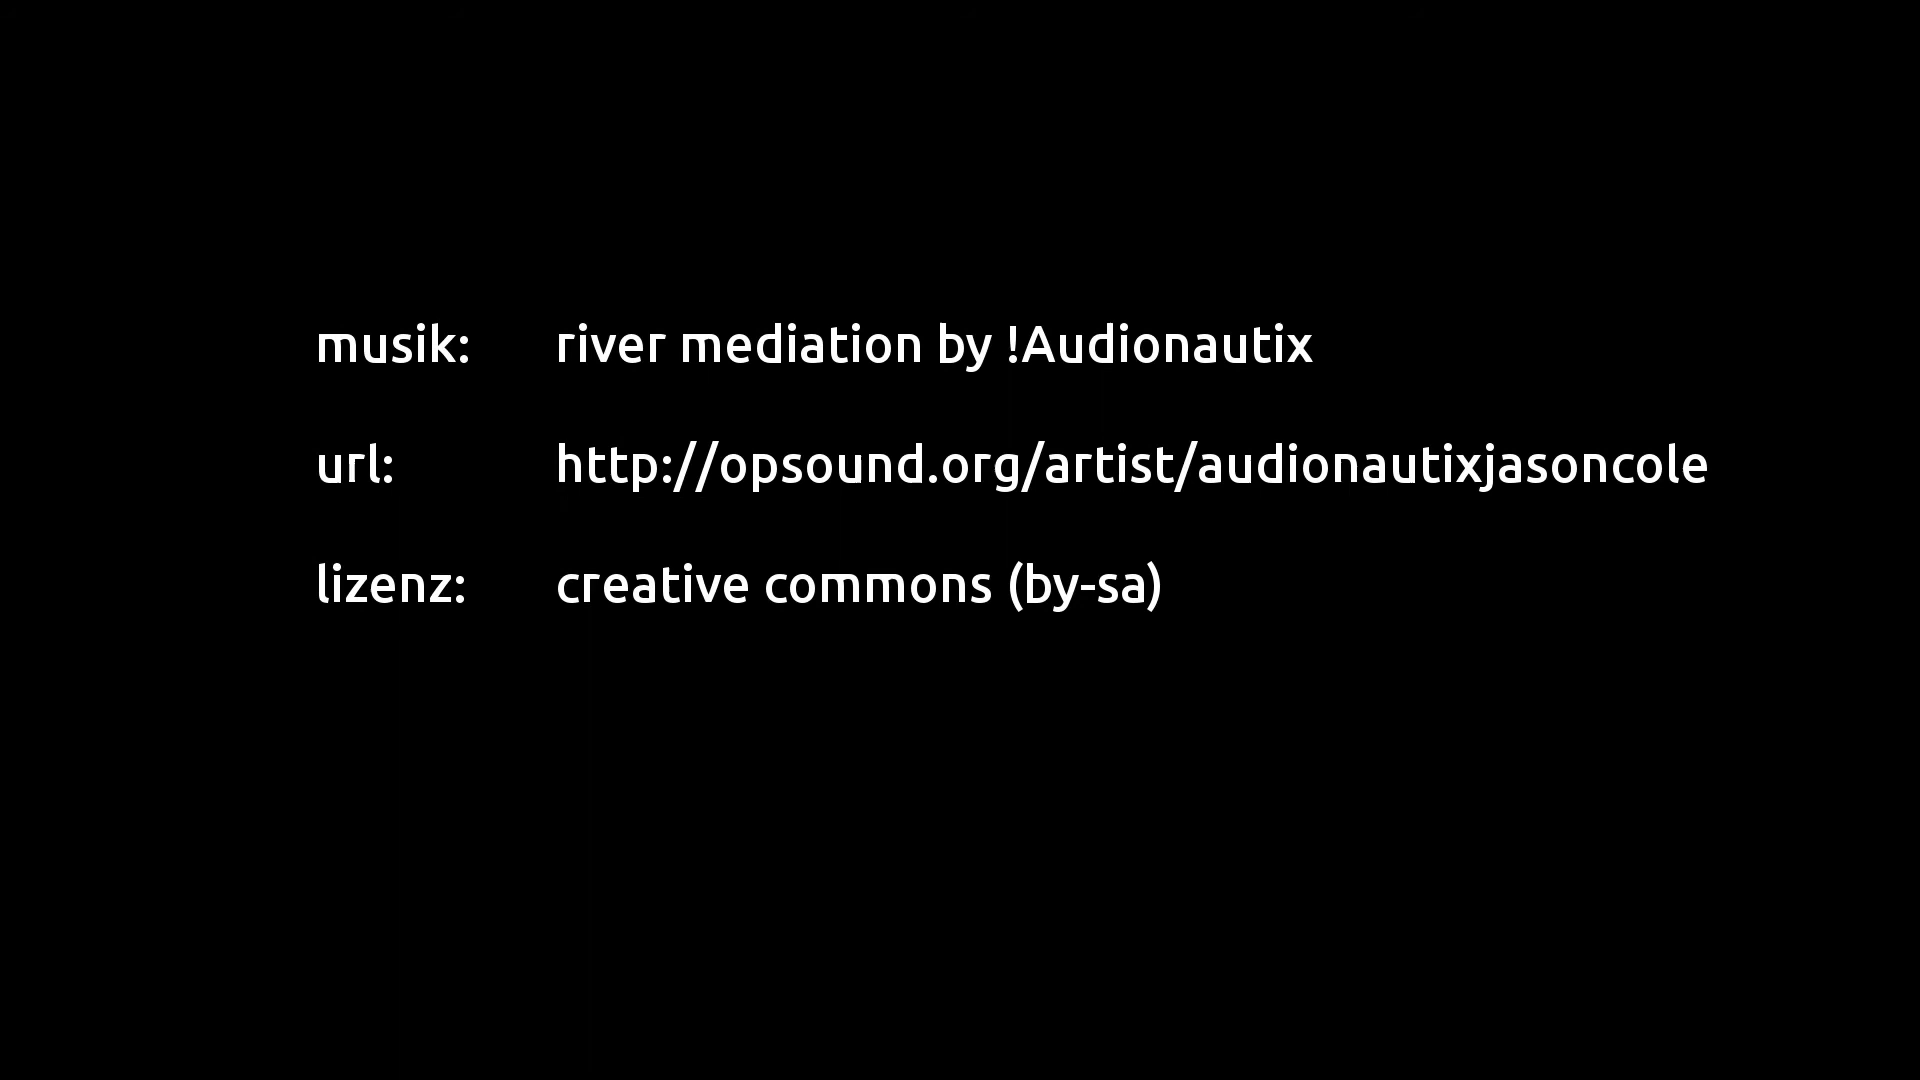 musik: river mediation by !Audionautix
url: http://opsound.org/artist/audionautixjasoncole
lizenz: creative commons (by-sa)